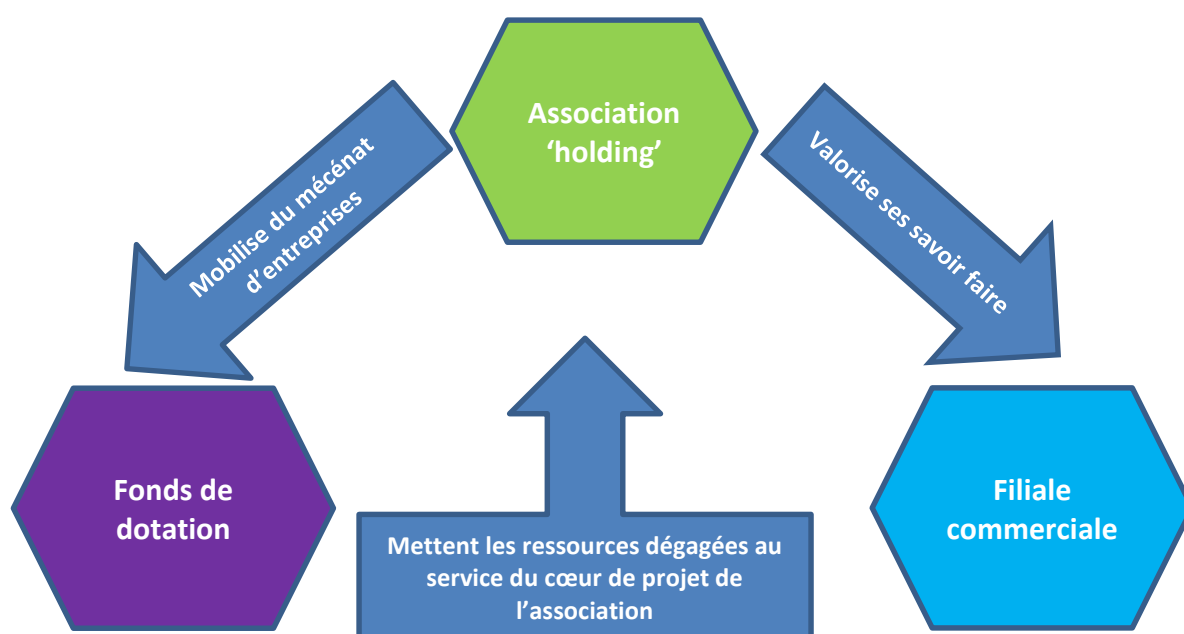 Association
‘holding’
Mobilise du mécénat
d’entreprises
Valorise ses savoir faire
Fonds de
dotation
Mettent les ressources dégagées au
service du cœur de projet de
l’association
Filiale
commerciale